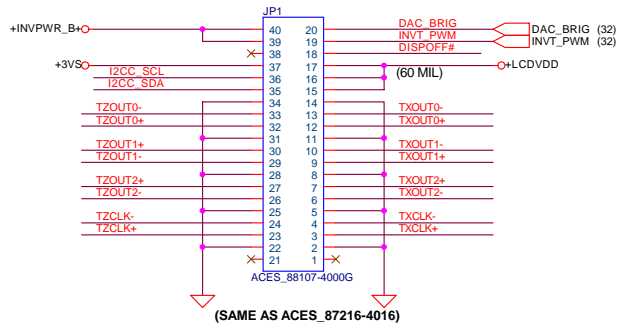 JP1
+INVPWR_B+ 40 20 DAC_BRIG DAC_BRIG (32)
39 19 INVT_PWM INVT_PWM (32)
38 18 DISPOFF#
+3VS 37 17 +LCDVDD
I2CC_SCL 36 16 (60 MIL)
I2CC_SDA 35 15
34 14
TZOUT0- 33 13 TXOUT0-
TZOUT0+ 32 12 TXOUT0+
31 11
TZOUT1+ 30 10 TXOUT1-
TZOUT1- 29 9 TXOUT1+
28 8
TZOUT2+ 27 7 TXOUT2+
TZOUT2- 26 6 TXOUT2-
25 5
TZCLK- 24 4 TXCLK-
TZCLK+ 23 3 TXCLK+
22 2
21 1
ACES_88107-4000G
(SAME AS ACES_87216-4016)